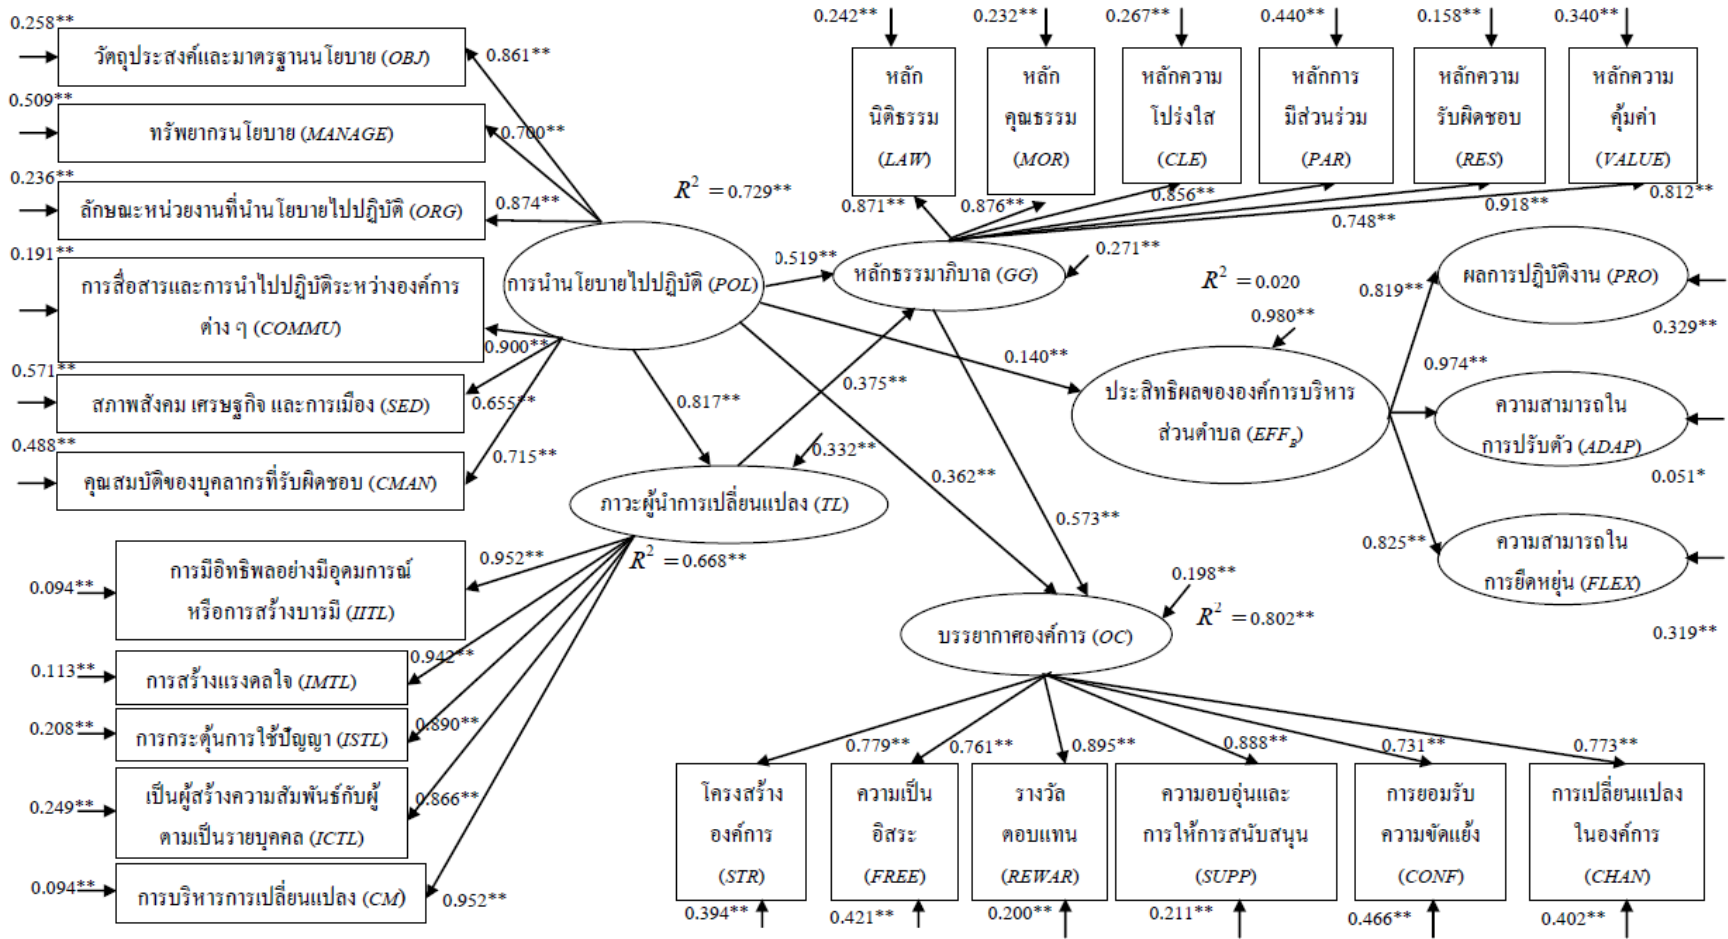 0.258**
วัตถุประสงค์และมาตรฐานนโยบาย (OBJ)
0.861**
0.509**
ทรัพยากรนโยบาย (MANAGE)
0.700**
0.236**
ลักษณะหน่วยงานที่นำนโยบายไปปฏิบัติ (ORG)
0.874**
0.191**
การสื่อสารและการนำไปปฏิบัติระหว่างองค์การ
ต่าง ๆ (COMMU)
0.900**
0.571**
สภาพสังคม เศรษฐกิจ และการเมือง (SED)
0.655**
0.488**
คุณสมบัติของบุคลากรที่รับผิดชอบ (CMAN)
0.715**
0.242**
0.232**
0.267**
0.440**
0.158**
0.340**
หลัก
นิติธรรม
(LAW)
หลัก
คุณธรรม
(MOR)
หลักความ
โปร่งใส
(CLE)
หลักการ
มีส่วนร่วม
(PAR)
หลักความ
รับผิดชอบ
(RES)
หลักความ
คุ้มค่า
(VALUE)
0.871**
0.876**
0.856**
0.748**
0.918**
0.812**
R² = 0.729**
การนำนโยบายไปปฏิบัติ (POL)
0.519**
หลักธรรมาภิบาล (GG)
0.271**
R² = 0.020
0.980**
0.140**
ประสิทธิผลขององค์การบริหาร
ส่วนตำบล (EFF_B)
0.819**
ผลการปฏิบัติงาน (PRO)
0.329**
0.974**
ความสามารถใน
การปรับตัว (ADAP)
0.051*
0.825**
ความสามารถใน
การยืดหยุ่น (FLEX)
0.319**
0.375**
0.817**
0.332**
0.362**
0.573**
ภาวะผู้นำการเปลี่ยนแปลง (TL)
R² = 0.668**
0.198**
R² = 0.802**
บรรยากาศองค์การ (OC)
0.094**
การมีอิทธิพลอย่างมีอุดมการณ์
หรือการสร้างบารมี (IITL)
0.952**
0.113**
การสร้างแรงดลใจ (IMTL)
0.942**
0.208**
การกระตุ้นการใช้ปัญญา (ISTL)
0.890**
0.249**
เป็นผู้สร้างความสัมพันธ์กับผู้
ตามเป็นรายบุคคล (ICTL)
0.866**
0.094**
การบริหารการเปลี่ยนแปลง (CM)
0.952**
0.779**
0.761**
0.895**
0.888**
0.731**
0.773**
โครงสร้าง
องค์การ
(STR)
ความเป็น
อิสระ
(FREE)
รางวัล
ตอบแทน
(REWAR)
ความอบอุ่นและ
การให้การสนับสนุน
(SUPP)
การยอมรับ
ความขัดแย้ง
(CONF)
การเปลี่ยนแปลง
ในองค์การ
(CHAN)
0.394**
0.421**
0.200**
0.211**
0.466**
0.402**